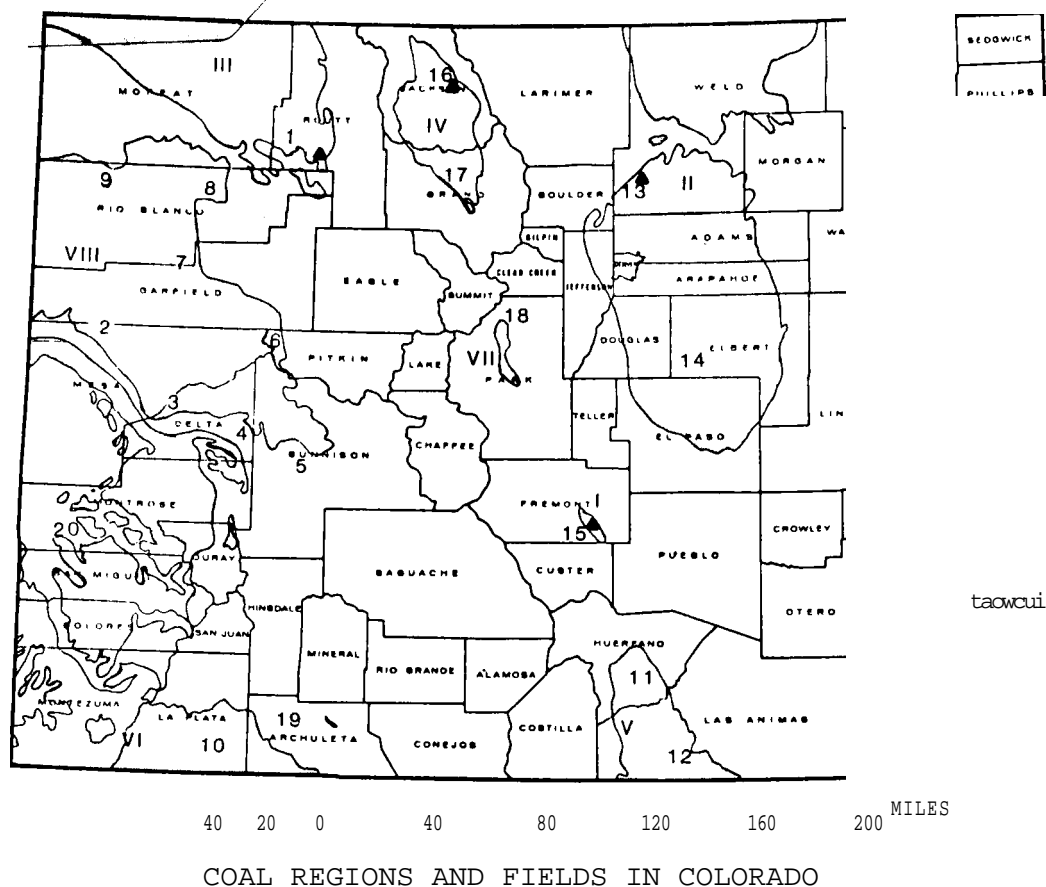 SEDGWICK
PHILLIPS
III
MOFFAT
1
ROUTT
16
JACKSON
IV
LARIMER
WELD
MORGAN
9
8
RIO BLANCO
17
GRAND
BOULDER
13
II
VIII
7
GARFIELD
EAGLE
GILPIN
CLEAR CREEK
SUMMIT
JEFFERSON
ADAMS
WA
ARAPAHOE
2
6
PITKIN
LAKE
18
VII
PARK
DOUGLAS
14
ELBERT
MESA
3
DELTA
4
5
GUNNISON
CHAFFEE
TELLER
EL PASO
LIN
MONTROSE
20
FREMONT
I
15
CROWLEY
OURAY
SAN MIGUEL
SAGUACHE
CUSTER
PUEBLO
OTERO
taowcui
DOLORES
SAN JUAN
HINSDALE
MINERAL
RIO GRANDE
ALAMOSA
HUERFANO
11
MONTEZUMA
VI
LA PLATA
10
19
ARCHULETA
CONEJOS
COSTILLA
V
LAS ANIMAS
12
40 20 0 40 80 120 160 200 MILES
COAL REGIONS AND FIELDS IN COLORADO